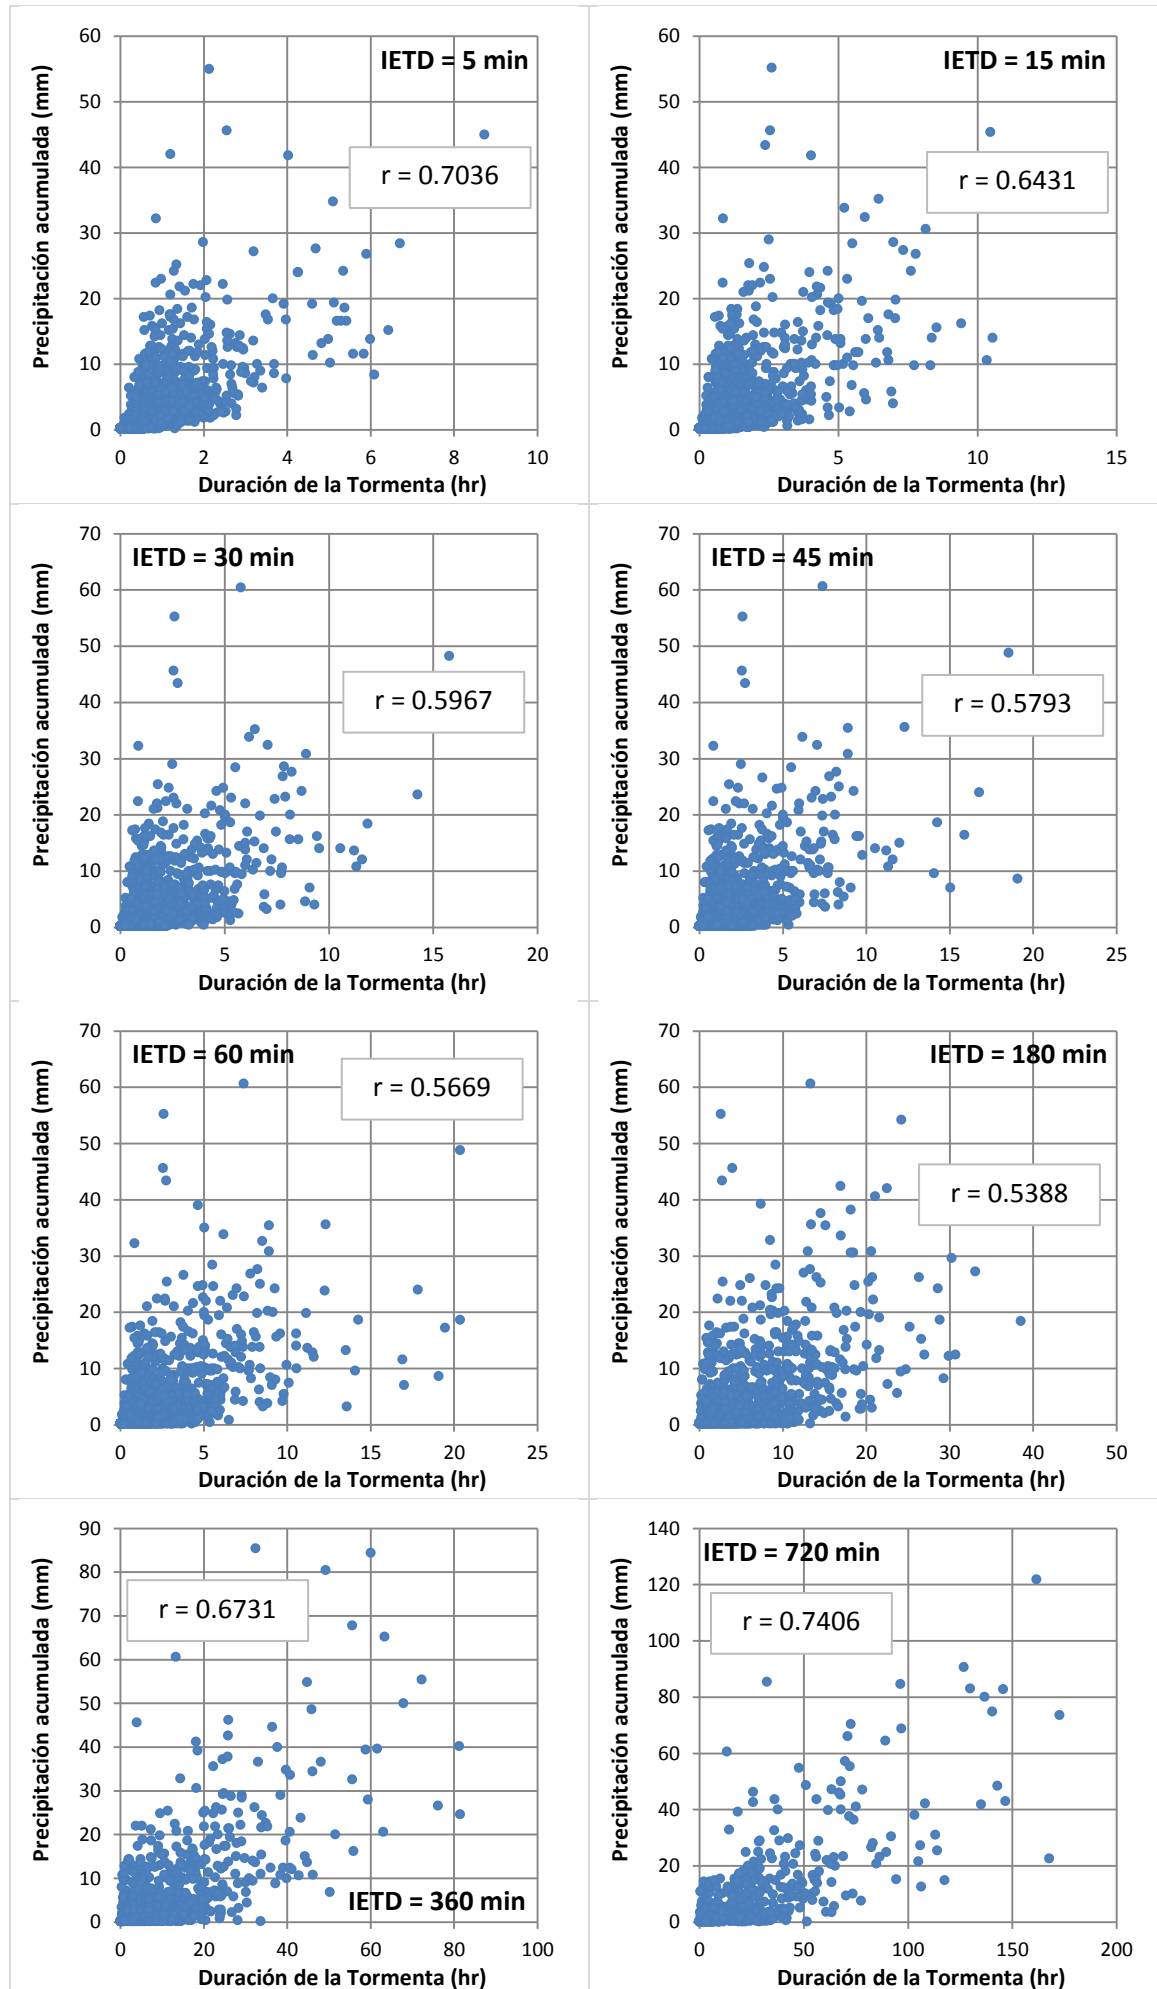 IETD = 5 min
r = 0.7036
Precipitación acumulada (mm)
60
50
40
30
20
10
0
0 2 4 6 8 10
Duración de la Tormenta (hr)
IETD = 15 min
r = 0.6431
Precipitación acumulada (mm)
60
50
40
30
20
10
0
0 5 10 15
Duración de la Tormenta (hr)
IETD = 30 min
r = 0.5967
Precipitación acumulada (mm)
70
60
50
40
30
20
10
0
0 5 10 15 20
Duración de la Tormenta (hr)
IETD = 45 min
r = 0.5793
Precipitación acumulada (mm)
70
60
50
40
30
20
10
0
0 5 10 15 20 25
Duración de la Tormenta (hr)
IETD = 60 min
r = 0.5669
Precipitación acumulada (mm)
70
60
50
40
30
20
10
0
0 5 10 15 20 25
Duración de la Tormenta (hr)
IETD = 180 min
r = 0.5388
Precipitación acumulada (mm)
70
60
50
40
30
20
10
0
0 10 20 30 40 50
Duración de la Tormenta (hr)
r = 0.6731
IETD = 360 min
Precipitación acumulada (mm)
90
80
70
60
50
40
30
20
10
0
0 20 40 60 80 100
Duración de la Tormenta (hr)
IETD = 720 min
r = 0.7406
Precipitación acumulada (mm)
140
120
100
80
60
40
20
0
0 50 100 150 200
Duración de la Tormenta (hr)